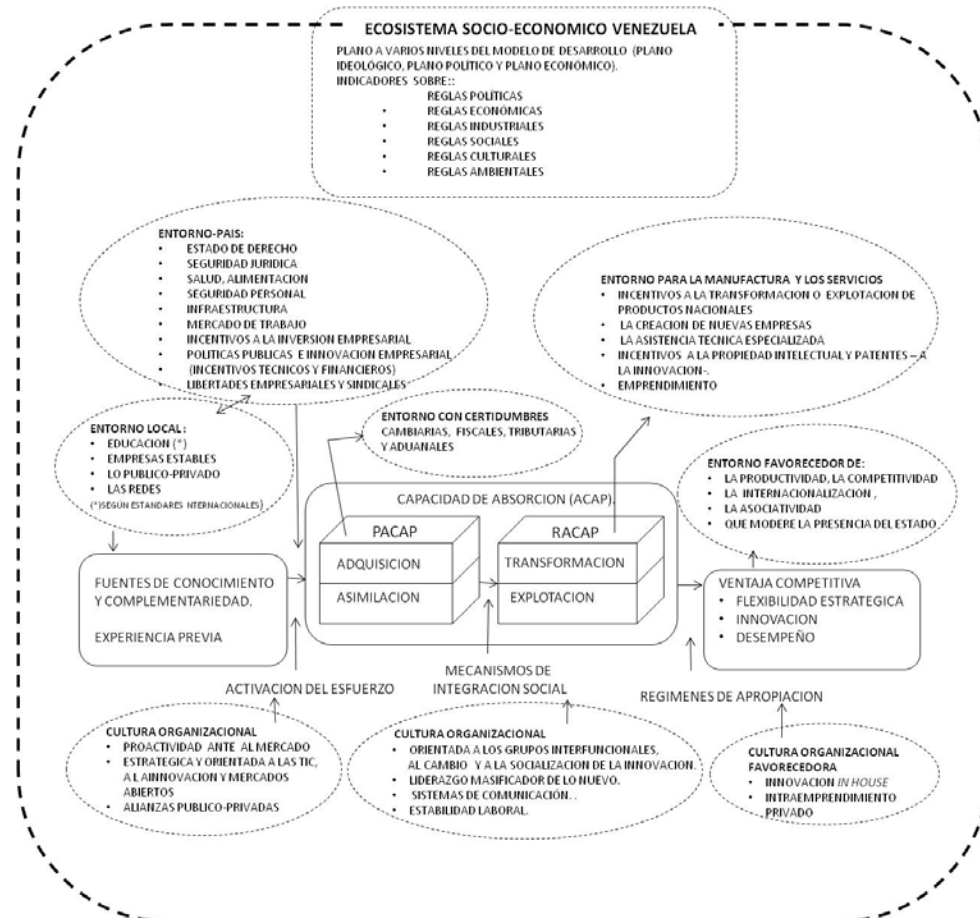 ECOSISTEMA SOCIO-ECONOMICO VENEZUELA
PLANO A VARIOS NIVELES DEL MODELO DE DESARROLLO (PLANO
IDEOLÓGICO, PLANO POLÍTICO Y PLANO ECONÓMICO).
INDICADORES SOBRE::
REGLAS POLÍTICAS
• REGLAS ECONÓMICAS
• REGLAS INDUSTRIALES
• REGLAS SOCIALES
• REGLAS CULTURALES
• REGLAS AMBIENTALES
ENTORNO-PAIS:
• ESTADO DE DERECHO
• SEGURIDAD JURIDICA
• SALUD, ALIMENTACION
• SEGURIDAD PERSONAL
• INFRAESTRUCTURA
• MERCADO DE TRABAJO
• INCENTIVOS A LA INVERSION EMPRESARIAL
• POLITICAS PUBLICAS E INNOVACION EMPRESARIAL
• (INCENTIVOS TECNICOS Y FINANCIEROS)
• LIBERTADES EMPRESARIALES Y SINDICALES
ENTORNO PARA LA MANUFACTURA Y LOS SERVICIOS
• INCENTIVOS A LA TRANSFORMACION O EXPLOTACION DE
PRODUCTOS NACIONALES
• LA CREACION DE NUEVAS EMPRESAS
• LA ASISTENCIA TECNICA ESPECIALIZADA
• INCENTIVOS A LA PROPIEDAD INTELECTUAL Y PATENTES – A
LA INNOVACION-.
• EMPRENDIMIENTO
ENTORNO LOCAL :
• EDUCACION (*)
• EMPRESAS ESTABLES
• LO PUBLICO-PRIVADO
• LAS REDES
(*)SEGÚN ESTANDARES INTERNACIONALES)
ENTORNO CON CERTIDUMBRES
CAMBIARIAS, FISCALES, TRIBUTARIAS
Y ADUANALES
ENTORNO FAVORECEDOR DE:
• LA PRODUCTIVIDAD, LA COMPETITIVIDAD
• LA INTERNACIONALIZACION ,
• LA ASOCIATIVIDAD
• QUE MODERE LA PRESENCIA DEL ESTADO
CAPACIDAD DE ABSORCION (ACAP).
PACAP
ADQUISICION
ASIMILACION
RACAP
TRANSFORMACION
EXPLOTACION
FUENTES DE CONOCIMIENTO
Y COMPLEMENTARIEDAD.
EXPERIENCIA PREVIA
VENTAJA COMPETITIVA
• FLEXIBILIDAD ESTRATEGICA
• INNOVACION
• DESEMPEÑO
ACTIVACION DEL ESFUERZO
MECANISMOS DE
INTEGRACION SOCIAL
REGIMENES DE APROPIACION
CULTURA ORGANIZACIONAL
• PROACTIVIDAD ANTE AL MERCADO
• ESTRATEGICA Y ORIENTADA A LAS TIC,
A LAINNOVACION Y MERCADOS
ABIERTOS
• ALIANZAS PUBLICO-PRIVADAS
CULTURA ORGANIZACIONAL
• ORIENTADA A LOS GRUPOS INTERFUNCIONALES,
AL CAMBIO Y A LA SOCIALIZACION DE LA INNOVACION.
• LIDERAZGO MASIFICADOR DE LO NUEVO.
• SISTEMAS DE COMUNICACIÓN. .
• ESTABILIDAD LABORAL.
CULTURA ORGANIZACIONAL
FAVORECEDORA
• INNOVACION IN HOUSE
• INTRAEMPRENDIMIENTO
PRIVADO